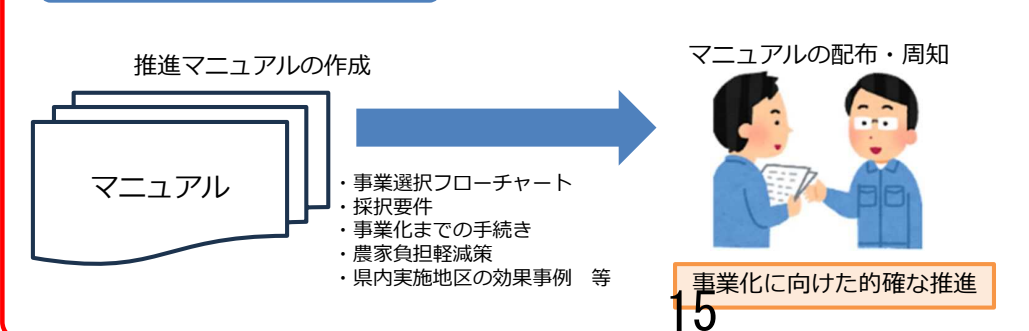 推進マニュアルの作成
マニュアル
・事業選択フローチャート
・採択要件
・事業化までの手続き
・農家負担軽減策
・県内実施地区の効果事例　等
マニュアルの配布・周知
事業化に向けた的確な推進
15